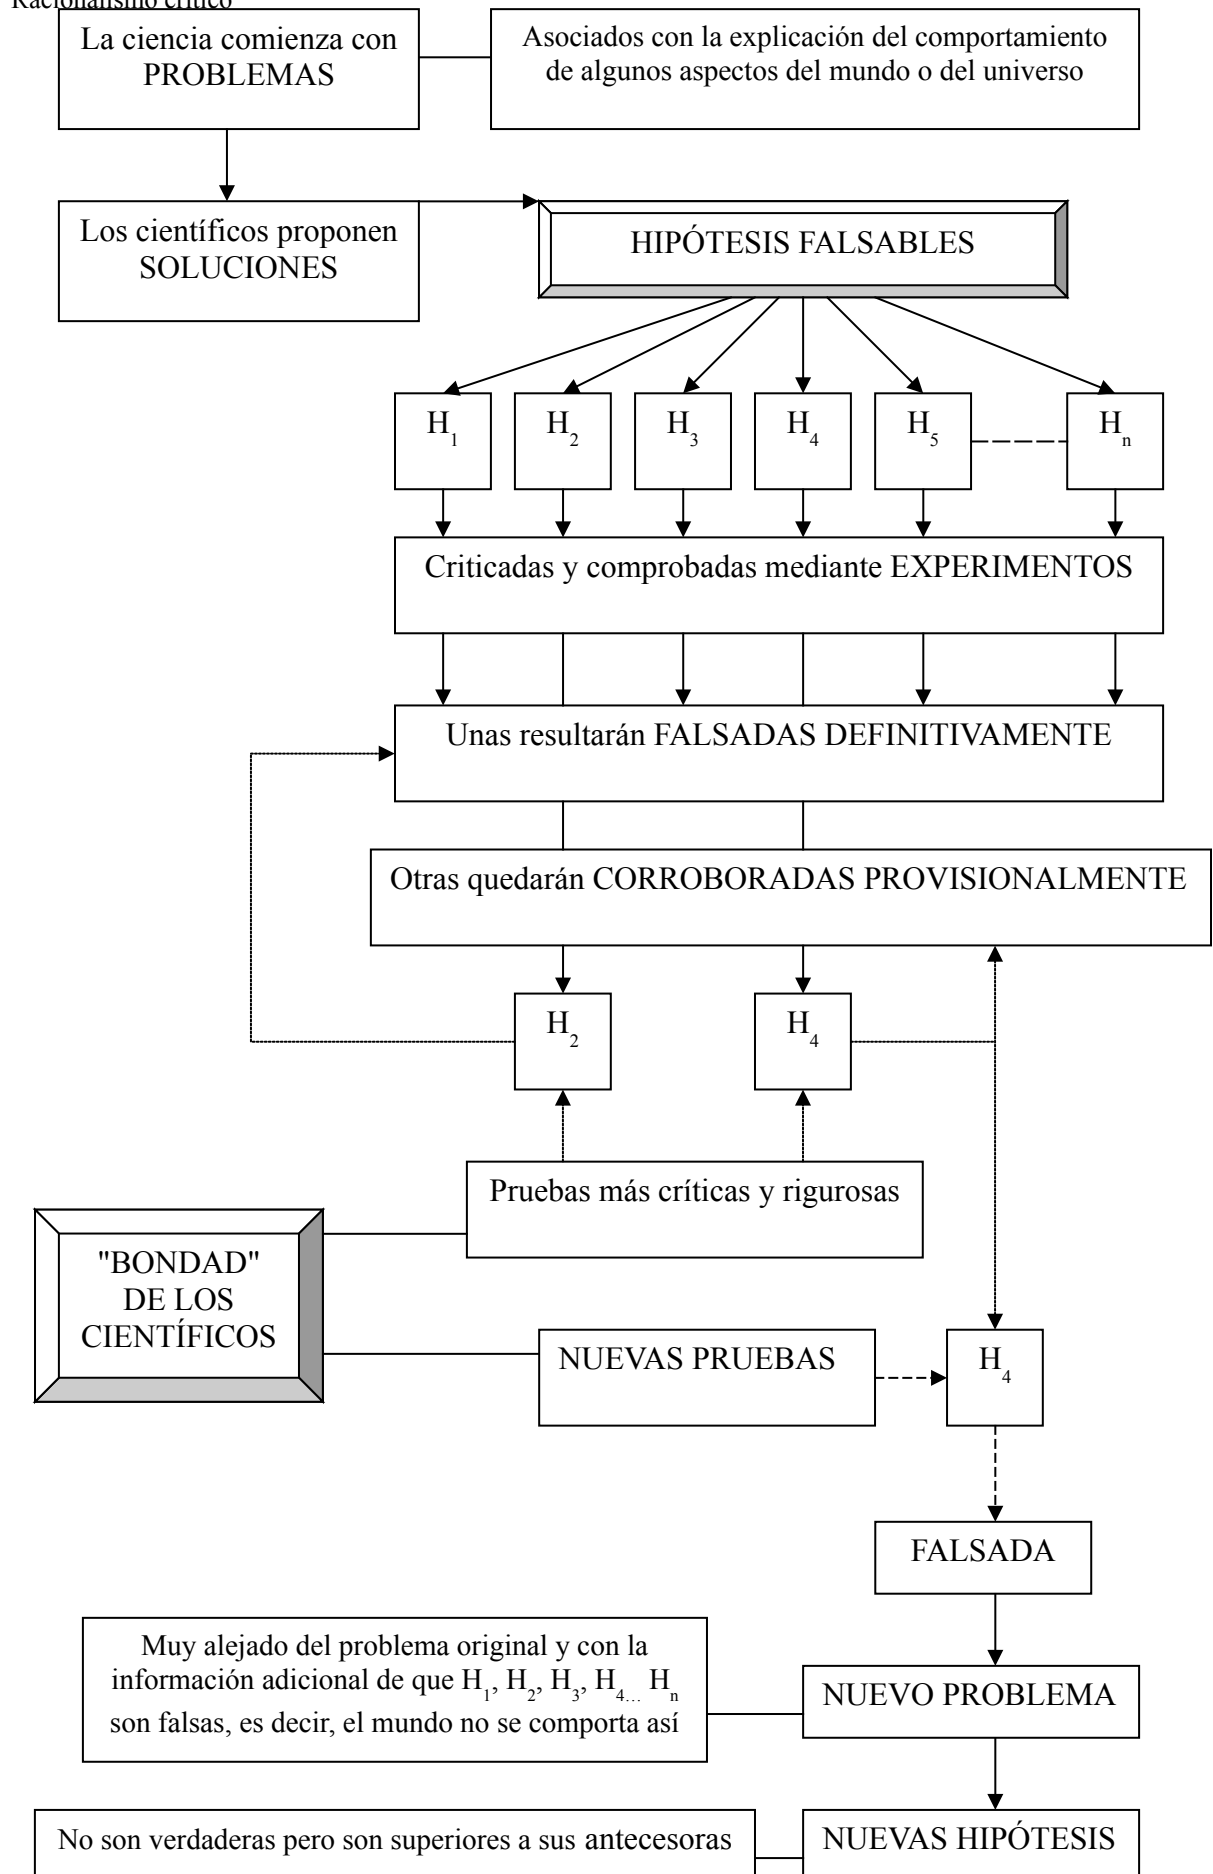 Racionalismo crítico
La ciencia comienza con
PROBLEMAS
Asociados con la explicación del comportamiento
de algunos aspectos del mundo o del universo
Los científicos proponen
SOLUCIONES
HIPÓTESIS FALSABLES
H1 H2 H3 H4 H5 Hn
Criticadas y comprobadas mediante EXPERIMENTOS
Unas resultarán FALSADAS DEFINITIVAMENTE
Otras quedarán CORROBORADAS PROVISIONALMENTE
H2 H4
Pruebas más críticas y rigurosas
"BONDAD"
DE LOS
CIENTÍFICOS
NUEVAS PRUEBAS
H4
FALSADA
Muy alejado del problema original y con la
información adicional de que H1, H2, H3, H4... Hn
son falsas, es decir, el mundo no se comporta así
NUEVO PROBLEMA
No son verdaderas pero son superiores a sus antecesoras
NUEVAS HIPÓTESIS